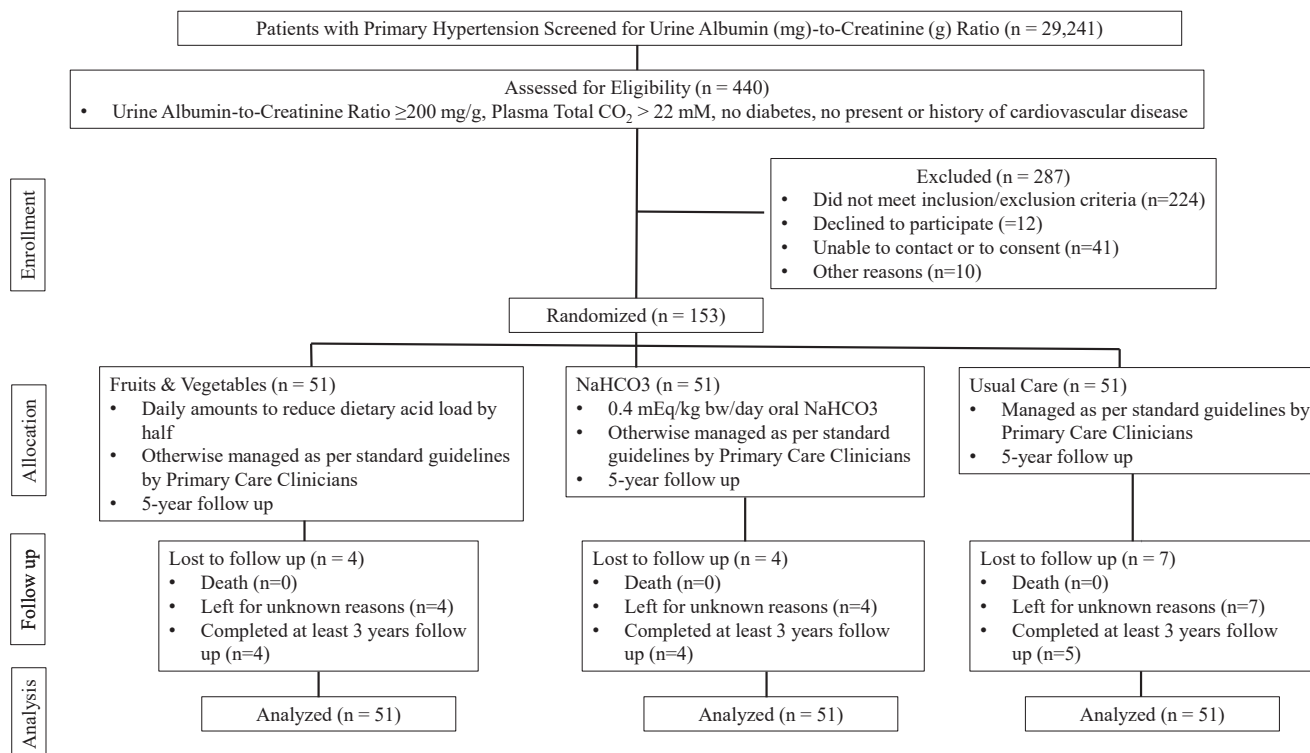 Patients with Primary Hypertension Screened for Urine Albumin (mg)-to-Creatinine (g) Ratio (n = 29,241)
Assessed for Eligibility (n = 440)
• Urine Albumin-to-Creatinine Ratio ≥200 mg/g, Plasma Total CO₂ > 22 mM, no diabetes, no present or history of cardiovascular disease
Enrollment
Excluded (n = 287)
• Did not meet inclusion/exclusion criteria (n=224)
• Declined to participate (=12)
• Unable to contact or to consent (n=41)
• Other reasons (n=10)
Randomized (n = 153)
Allocation
Fruits & Vegetables (n = 51)
• Daily amounts to reduce dietary acid load by
half
• Otherwise managed as per standard guidelines
by Primary Care Clinicians
• 5-year follow up
NaHCO3 (n = 51)
• 0.4 mEq/kg bw/day oral NaHCO3
• Otherwise managed as per standard
guidelines by Primary Care Clinicians
• 5-year follow up
Usual Care (n = 51)
• Managed as per standard guidelines by
Primary Care Clinicians
• 5-year follow up
Follow up
Lost to follow up (n = 4)
• Death (n=0)
• Left for unknown reasons (n=4)
• Completed at least 3 years follow
up (n=4)
Lost to follow up (n = 4)
• Death (n=0)
• Left for unknown reasons (n=4)
• Completed at least 3 years follow
up (n=4)
Lost to follow up (n = 7)
• Death (n=0)
• Left for unknown reasons (n=7)
• Completed at least 3 years follow
up (n=5)
Analysis
Analyzed (n = 51)
Analyzed (n = 51)
Analyzed (n = 51)